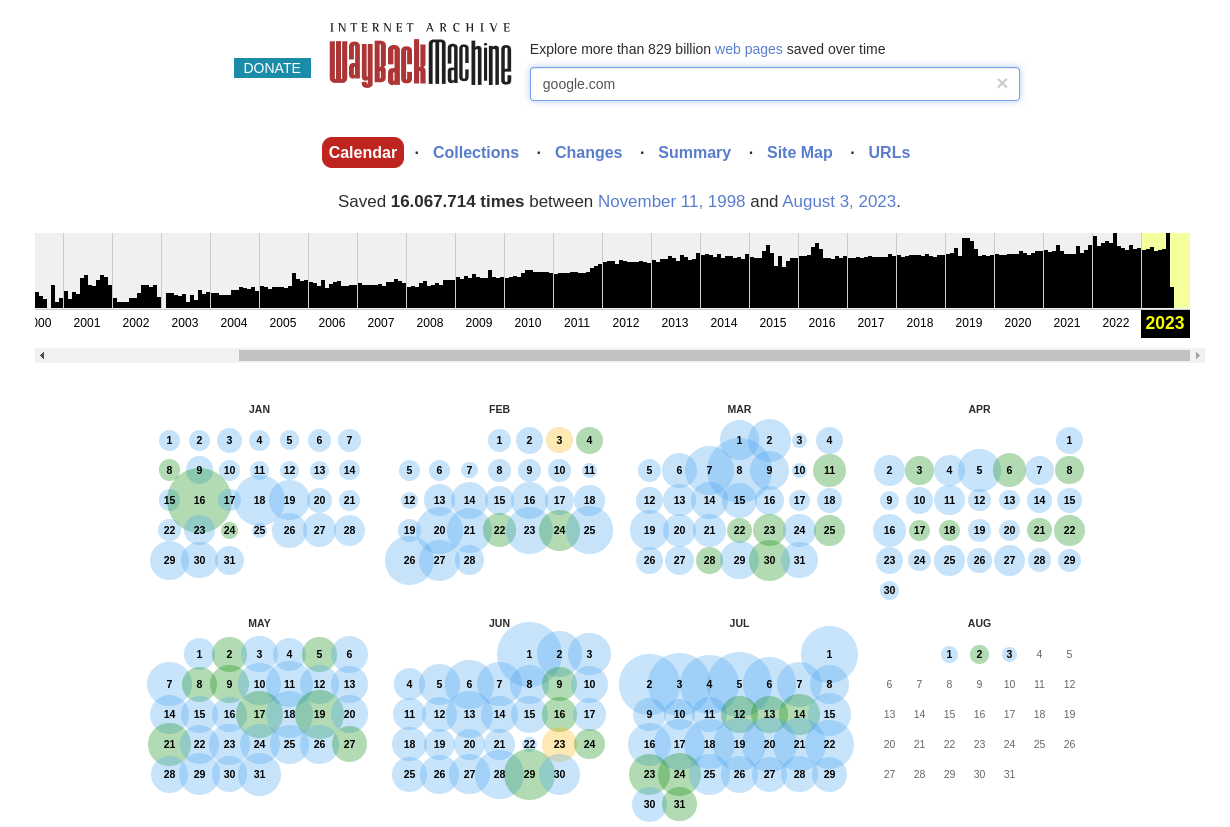 INTERNET ARCHIVE
WayBackMachine
DONATE
Explore more than 829 billion web pages saved over time
google.com ×
Calendar · Collections · Changes · Summary · Site Map · URLs
Saved 16.067.714 times between November 11, 1998 and August 3, 2023.
00 2001 2002 2003 2004 2005 2006 2007 2008 2009 2010 2011 2012 2013 2014 2015 2016 2017 2018 2019 2020 2021 2022 2023
JAN FEB MAR APR
1 2 3 4 5 6 7 1 2 3 4 1 2 3 4 1
8 9 10 11 12 13 14 5 6 7 8 9 10 11 5 6 7 8 9 10 11 2 3 4 5 6 7 8
15 16 17 18 19 20 21 12 13 14 15 16 17 18 12 13 14 15 16 17 18 9 10 11 12 13 14 15
22 23 24 25 26 27 28 19 20 21 22 23 24 25 19 20 21 22 23 24 25 16 17 18 19 20 21 22
29 30 31 26 27 28 26 27 28 29 30 31 23 24 25 26 27 28 29
30
MAY JUN JUL AUG
1 2 3 4 5 6 1 2 3 1 1 2 3 4 5
7 8 9 10 11 12 13 4 5 6 7 8 9 10 2 3 4 5 6 7 8 6 7 8 9 10 11 12
14 15 16 17 18 19 20 11 12 13 14 15 16 17 9 10 11 12 13 14 15 13 14 15 16 17 18 19
21 22 23 24 25 26 27 18 19 20 21 22 23 24 16 17 18 19 20 21 22 20 21 22 23 24 25 26
28 29 30 31 25 26 27 28 29 30 23 24 25 26 27 28 29 27 28 29 30 31
30 31